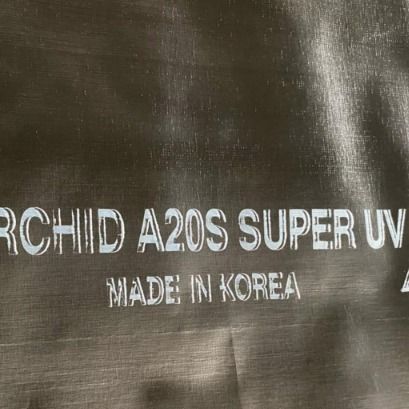 RCHID A20S SUPER UV
MADE IN KOREA